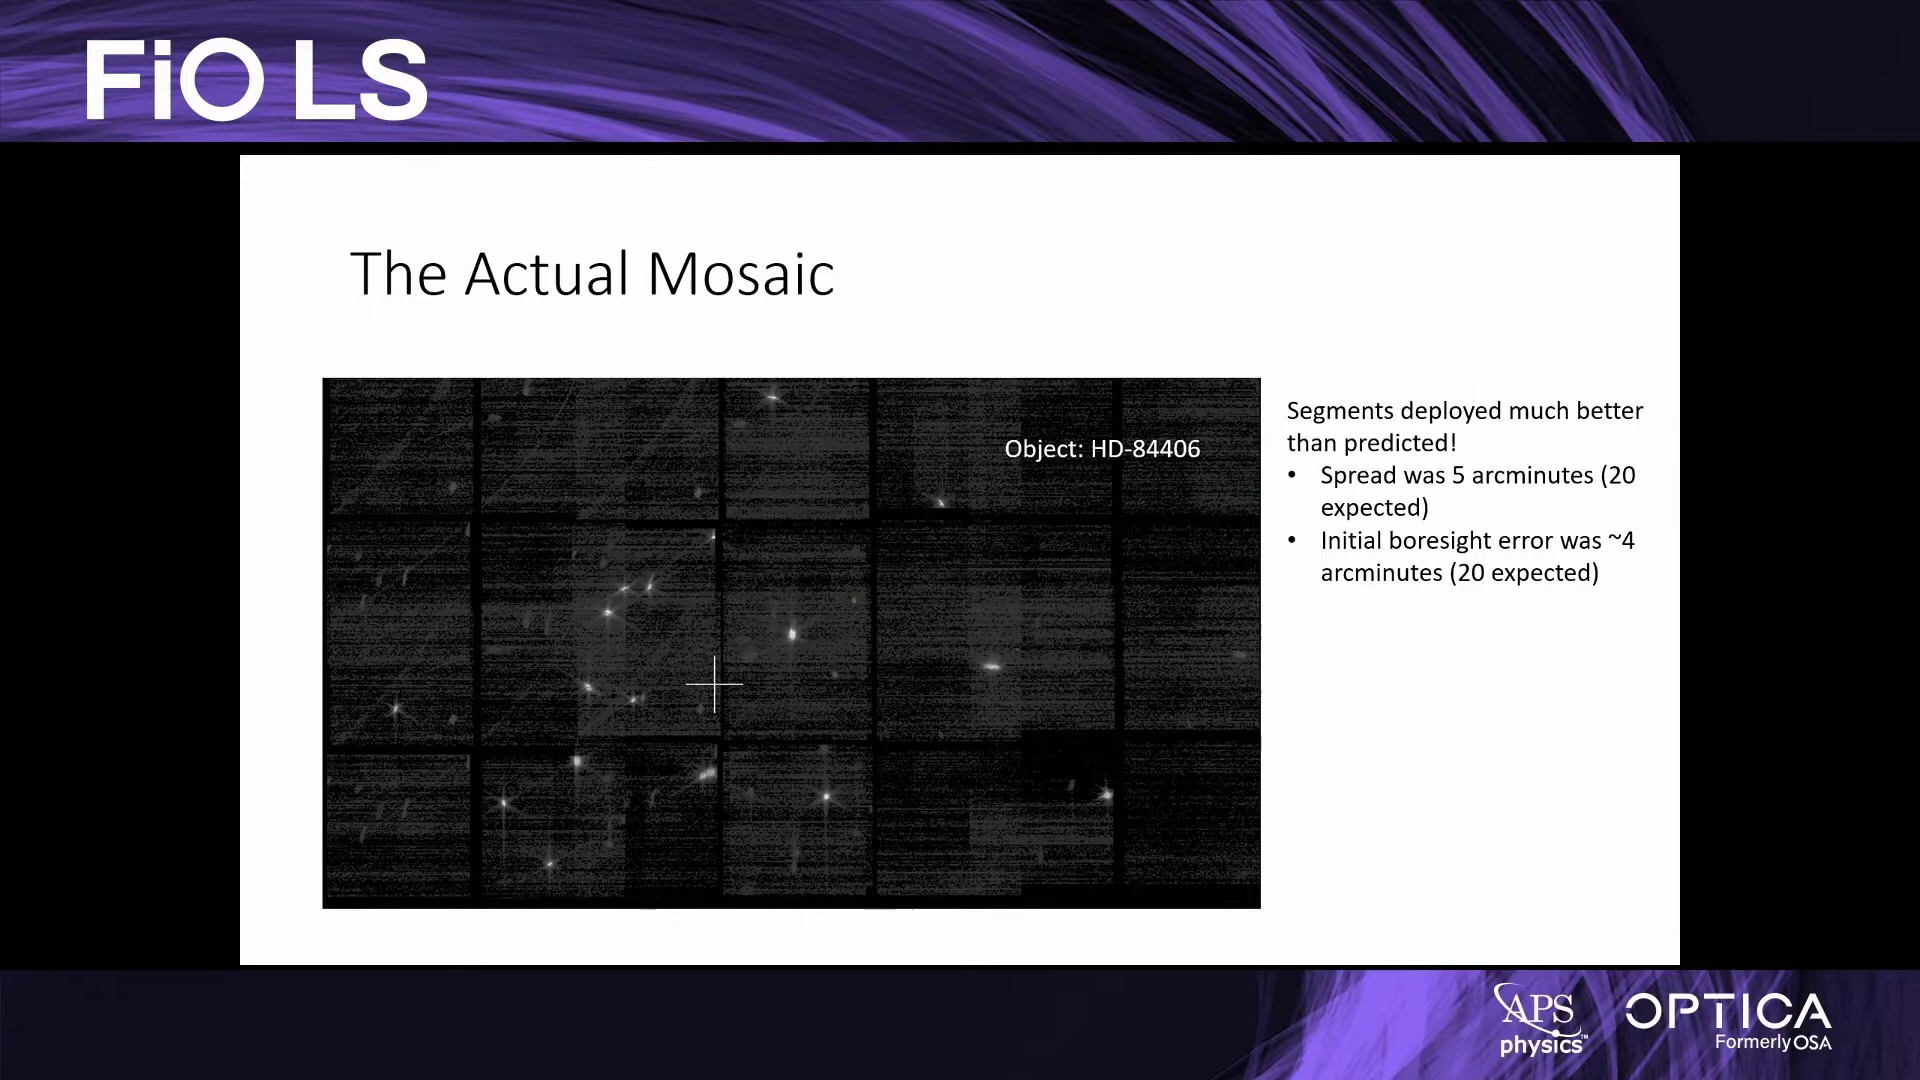 FiO LS
The Actual Mosaic
Object: HD-84406
Segments deployed much better
than predicted!
• Spread was 5 arcminutes (20
expected)
• Initial boresight error was ~4
arcminutes (20 expected)
APS
physics™
OPTICA
Formerly OSA